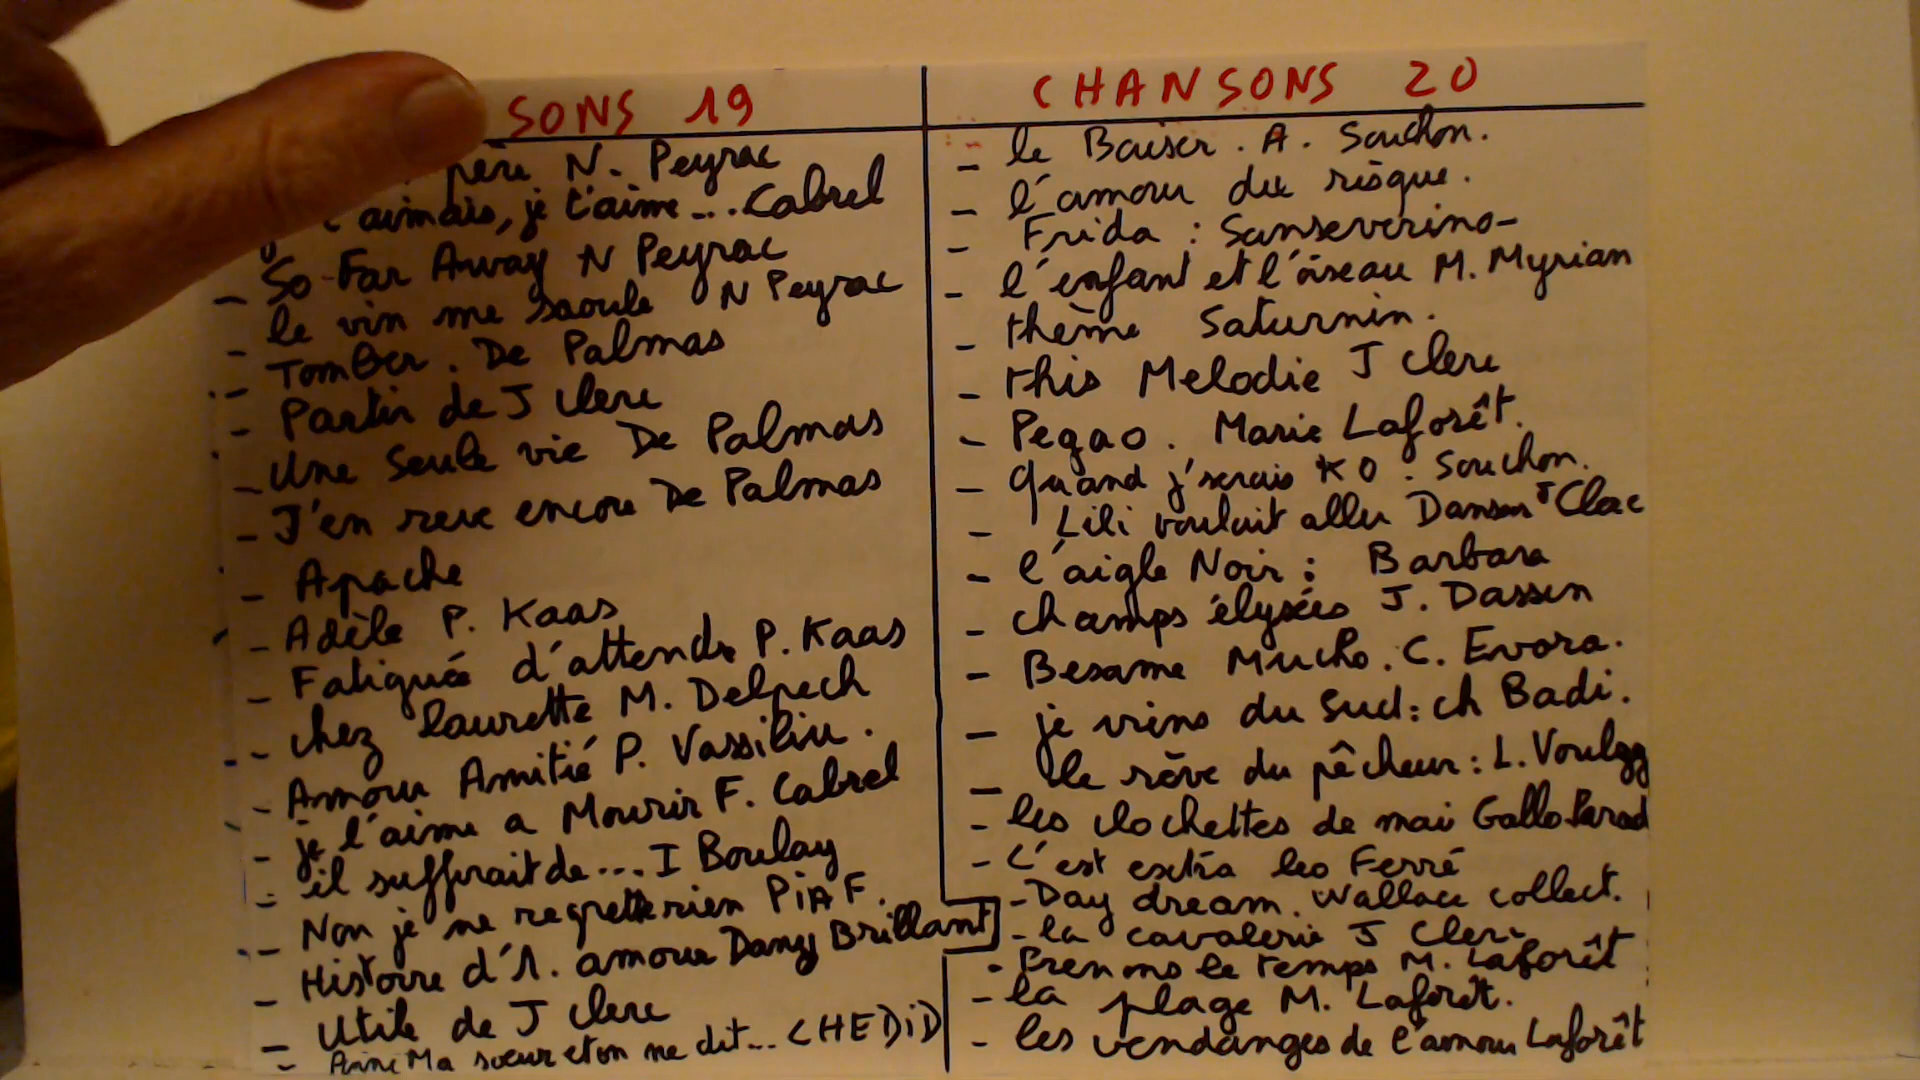 SONS 19
père N. Peyrac
t'aimais, je t'aime... Cabrel
- So Far Away N Peyrac
- le vin me saoule N Peyrac
- Tomber. De Palmas
- Partir de J Clerc
- Une Seule vie De Palmas
- J'en reve encore De Palmas
- Apache
- Adèle P. Kaas
- Fatiguée d'attendre P. Kaas
- chez laurette M. Delpech
- Amour Amitié P. Vassiliu.
- je l'aime a Mourir F. Cabrel
- il suffirait de... I Boulay
- Non je ne regrette rien PiAF.
- Histoire d'1. amour Dany Brillant
- Utile de J Clerc
- Ma soeur et on me dit... CHEDiD
CHANSONS 20
- le Baiser. A. Souchon.
- l'amour du risque.
- Frida : Sanseverino-
- l'enfant et l'oiseau M. Myrian
- thème Saturnin.
- this Melodie J Clerc
- Pegao. Marie Laforêt.
- Quand j'serais KO. Souchon.
- Lili voulait aller Danser J Clerc
- l'aigle Noir : Barbara
- champs élysées J. Dassin
- Besame Mucho. C. Evora.
- je viens du Sud : ch Badi.
- le rêve du pêcheur : L. Voulzy
- les clochettes de mai Gallo Parad
- C'est extra leo Ferré
- Day dream. Wallace collect.
- la cavalerie J Clerc
- Prenons le temps M. Laforêt
- la plage M. Laforêt.
- les vendanges de l'amour Laforêt